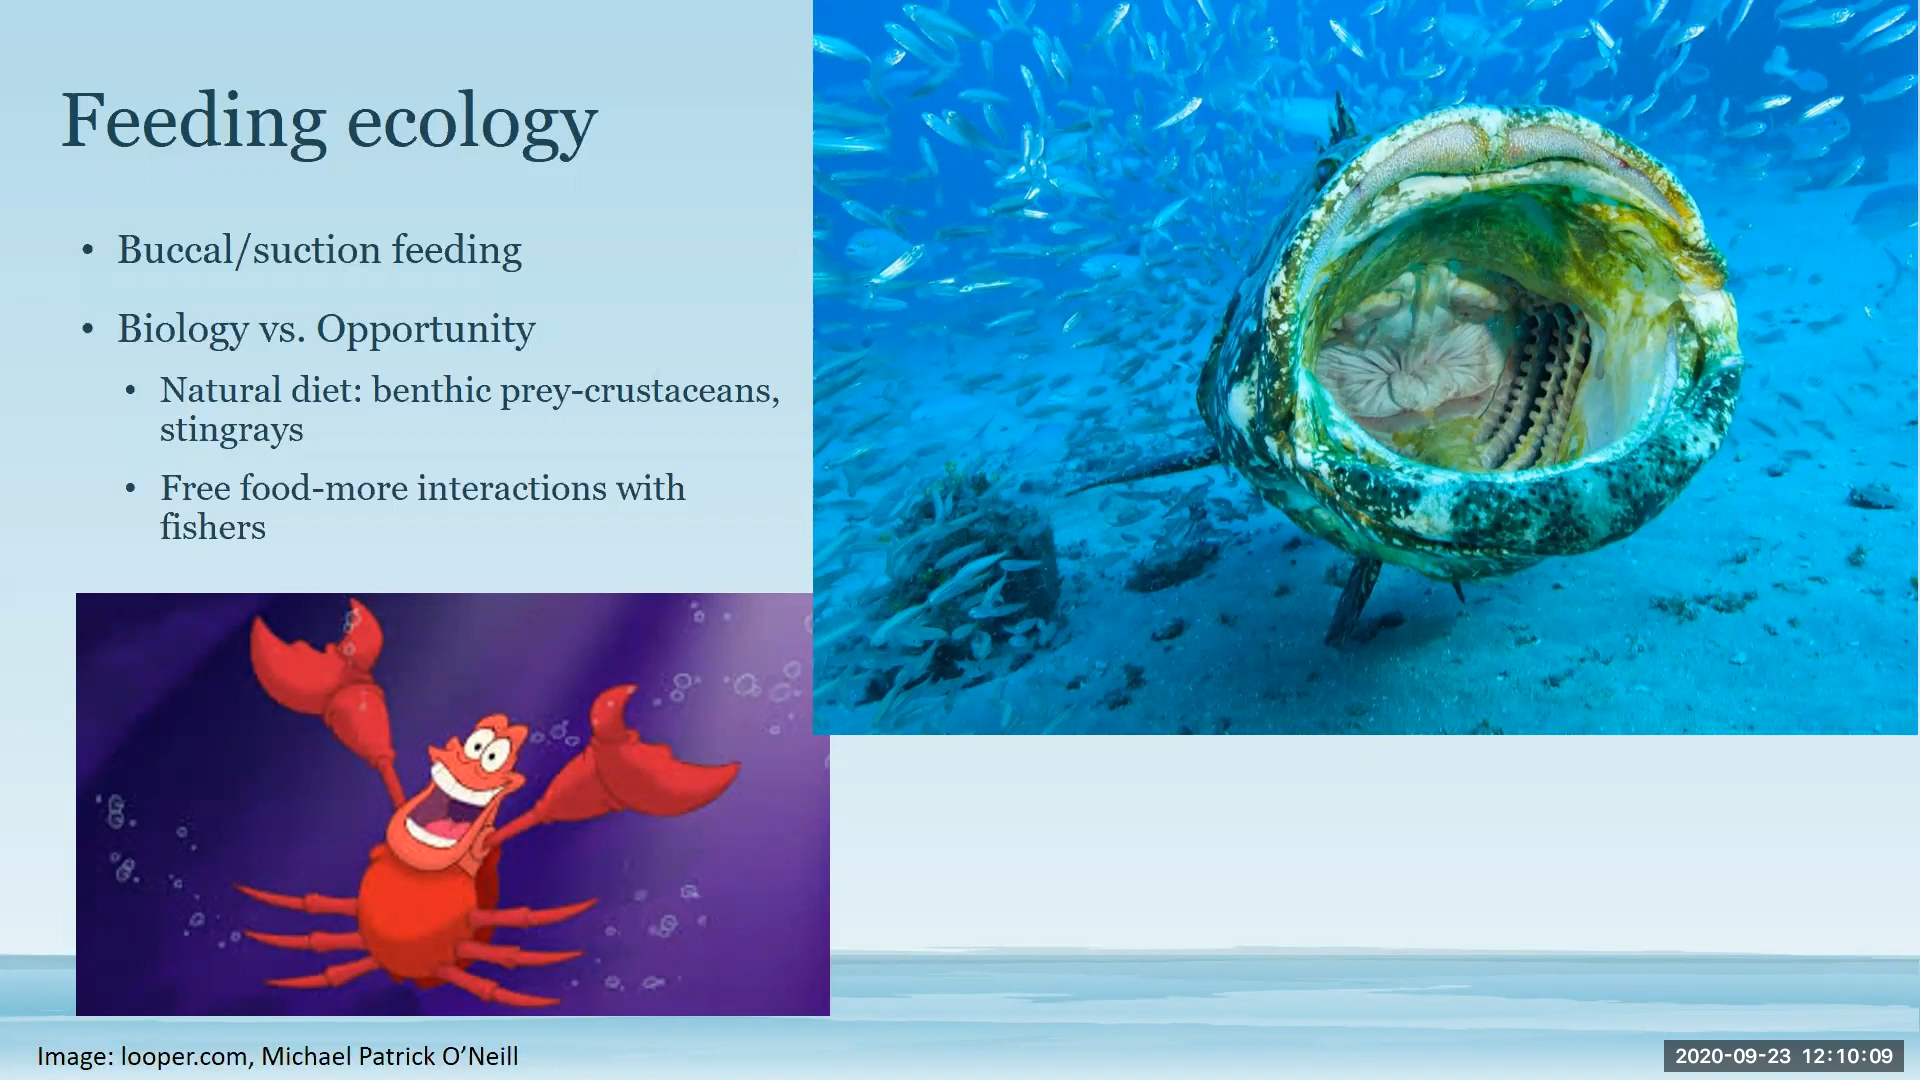 Feeding ecology
• Buccal/suction feeding
• Biology vs. Opportunity
• Natural diet: benthic prey-crustaceans,
stingrays
• Free food-more interactions with
fishers
Image: looper.com, Michael Patrick O’Neill
2020-09-23 12:10:09